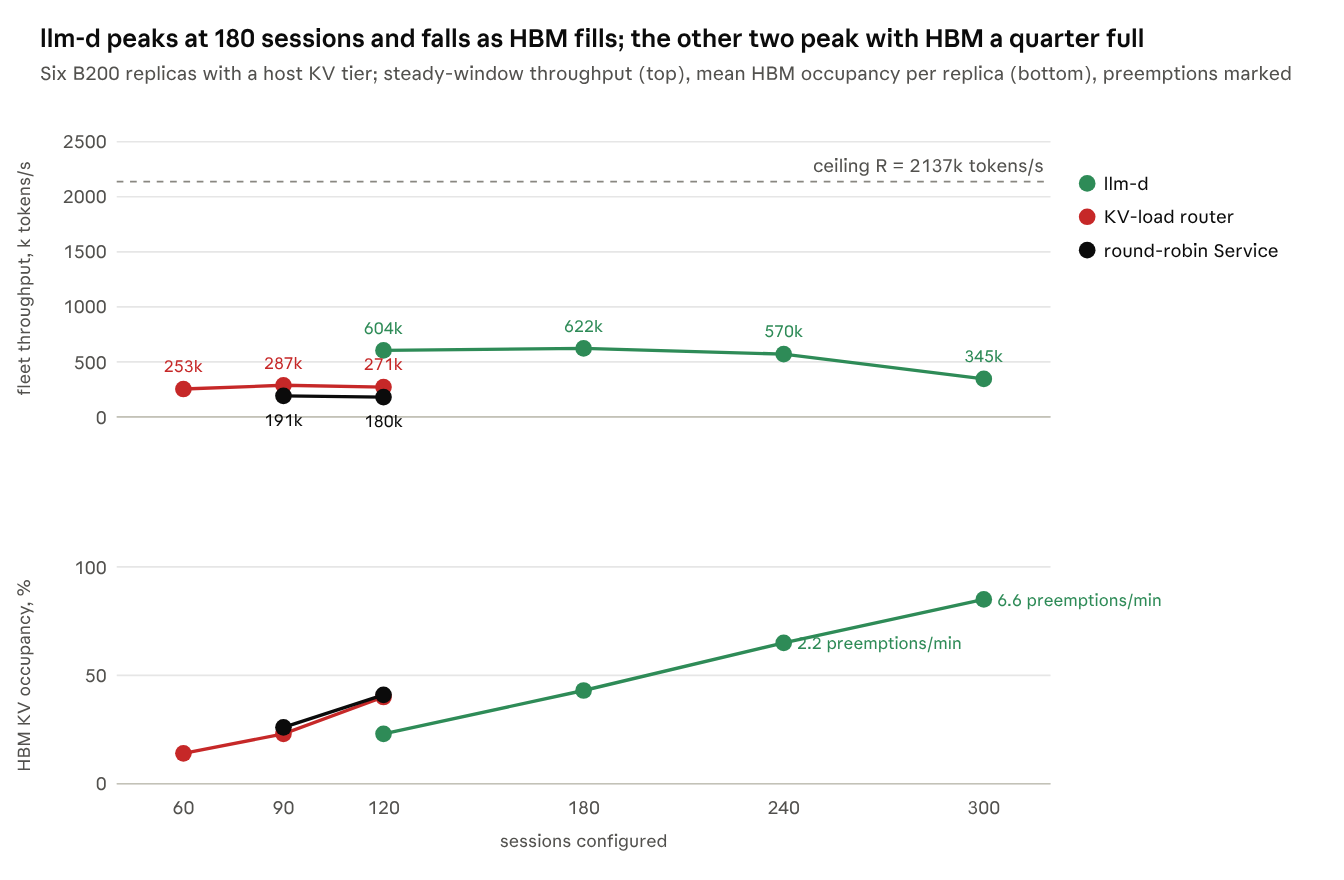 llm-d peaks at 180 sessions and falls as HBM fills; the other two peak with HBM a quarter full
Six B200 replicas with a host KV tier; steady-window throughput (top), mean HBM occupancy per replica (bottom), preemptions marked
fleet throughput, k tokens/s
2500
2000
1500
1000
500
0
ceiling R = 2137k tokens/s
llm-d
KV-load router
round-robin Service
604k
622k
570k
345k
253k
287k
271k
191k
180k
HBM KV occupancy, %
100
50
0
6.6 preemptions/min
2.2 preemptions/min
60
90
120
180
240
300
sessions configured